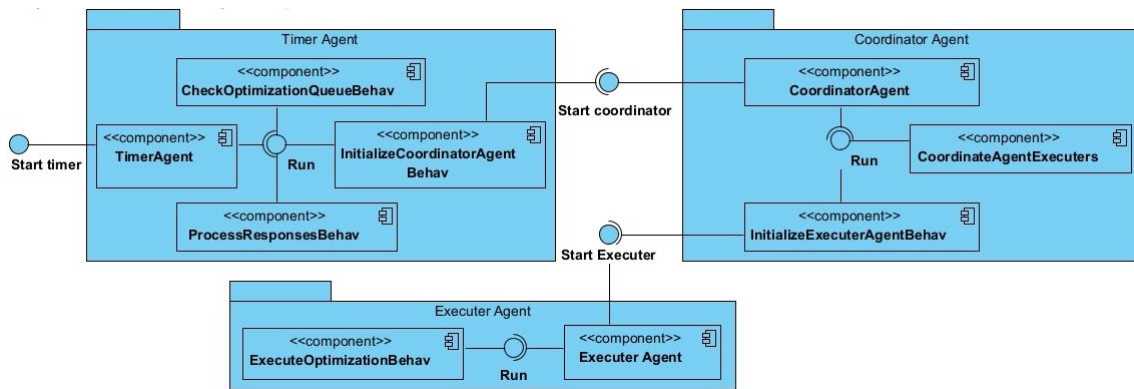 Timer Agent
<<component>>
CheckOptimizationQueueBehav
Start timer
<<component>>
TimerAgent
Run
<<component>>
InitializeCoordinatorAgent
Behav
<<component>>
ProcessResponsesBehav
Start coordinator
Coordinator Agent
<<component>>
CoordinatorAgent
Run
<<component>>
CoordinateAgentExecuters
<<component>>
InitializeExecuterAgentBehav
Start Executer
Executer Agent
<<component>>
ExecuteOptimizationBehav
Run
<<component>>
Executer Agent